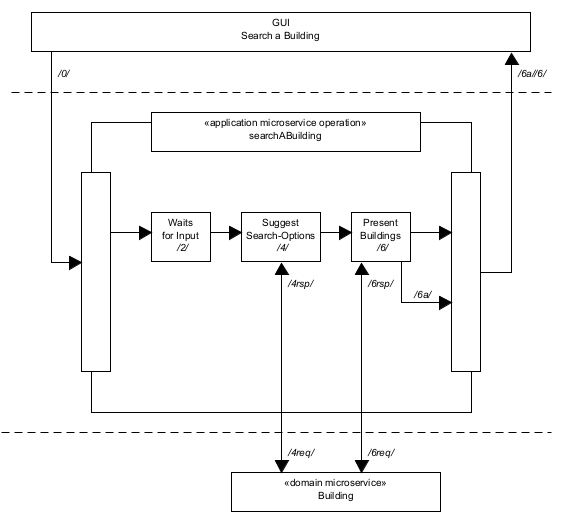 GUI
Search a Building
/0/
/6a//6/
«application microservice operation»
searchABuilding
Waits
for Input
/2/
Suggest
Search-Options
/4/
Present
Buildings
/6/
/4rsp/
/6rsp/
/6a/
/4req/
/6req/
«domain microservice»
Building